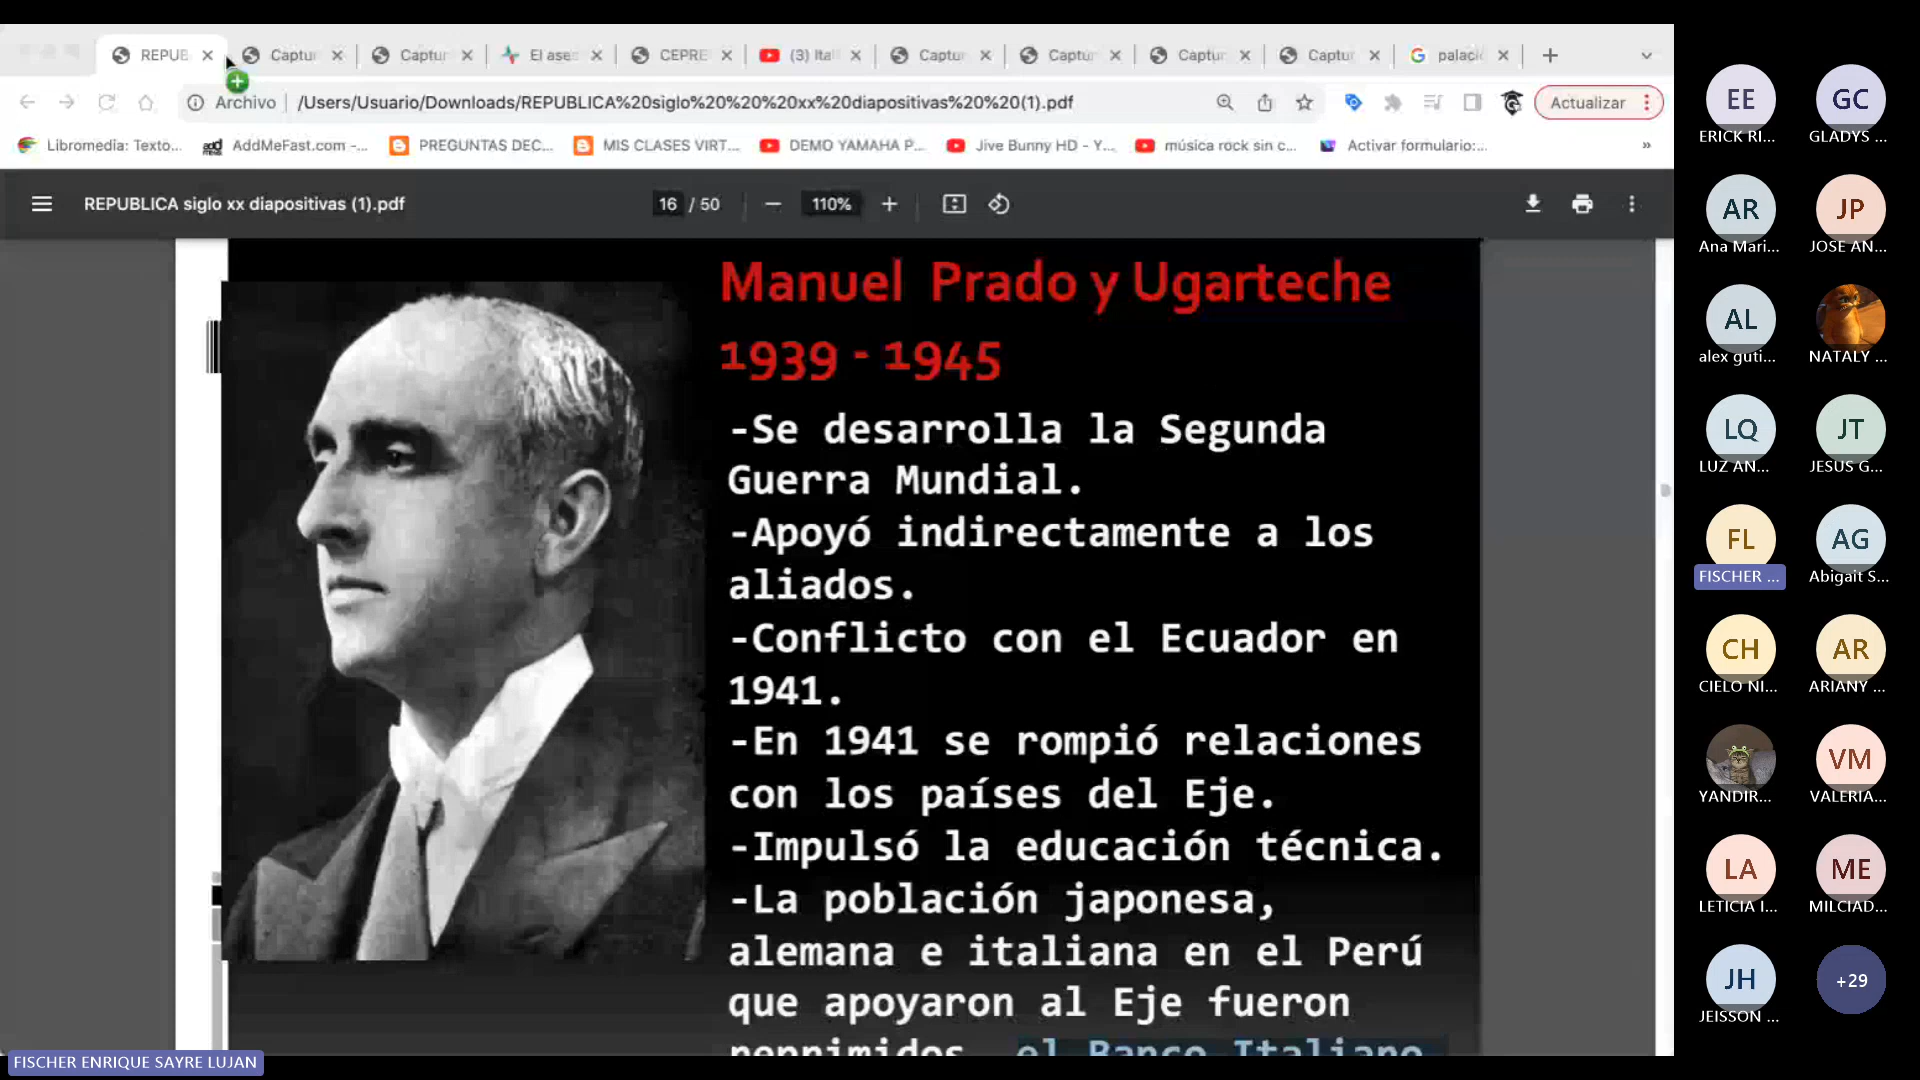 REPUB
Captur
Captur
El ase
CEPRE
(3) Ital
Captur
Captur
Captur
Captur
palaci
Archivo
/Users/Usuario/Downloads/REPUBLICA%20siglo%20%20%20xx%20diapositivas%20%20(1).pdf
Actualizar
Libromedia: Texto...
AddMeFast.com -...
PREGUNTAS DEC...
MIS CLASES VIRT...
DEMO YAMAHA P...
Jive Bunny HD - Y...
música rock sin c...
Activar formulario:...
»
REPUBLICA siglo xx diapositivas (1).pdf
16 / 50
110%
Manuel Prado y Ugarteche
1939 - 1945
-Se desarrolla la Segunda
Guerra Mundial.
-Apoyó indirectamente a los
aliados.
-Conflicto con el Ecuador en
1941.
-En 1941 se rompió relaciones
con los países del Eje.
-Impulsó la educación técnica.
-La población japonesa,
alemana e italiana en el Perú
que apoyaron al Eje fueron
reprimidos, el Banco Italiano
FISCHER ENRIQUE SAYRE LUJAN
EE
ERICK RI...
GC
GLADYS ...
AR
Ana Mari...
JP
JOSE AN...
AL
alex guti...
NATALY ...
LQ
LUZ AN...
JT
JESUS G...
FL
FISCHER ...
AG
Abigait S...
CH
CIELO NI...
AR
ARIANY ...
YANDIR...
VM
VALERIA...
LA
LETICIA I...
ME
MILCIAD...
JH
JEISSON ...
+29